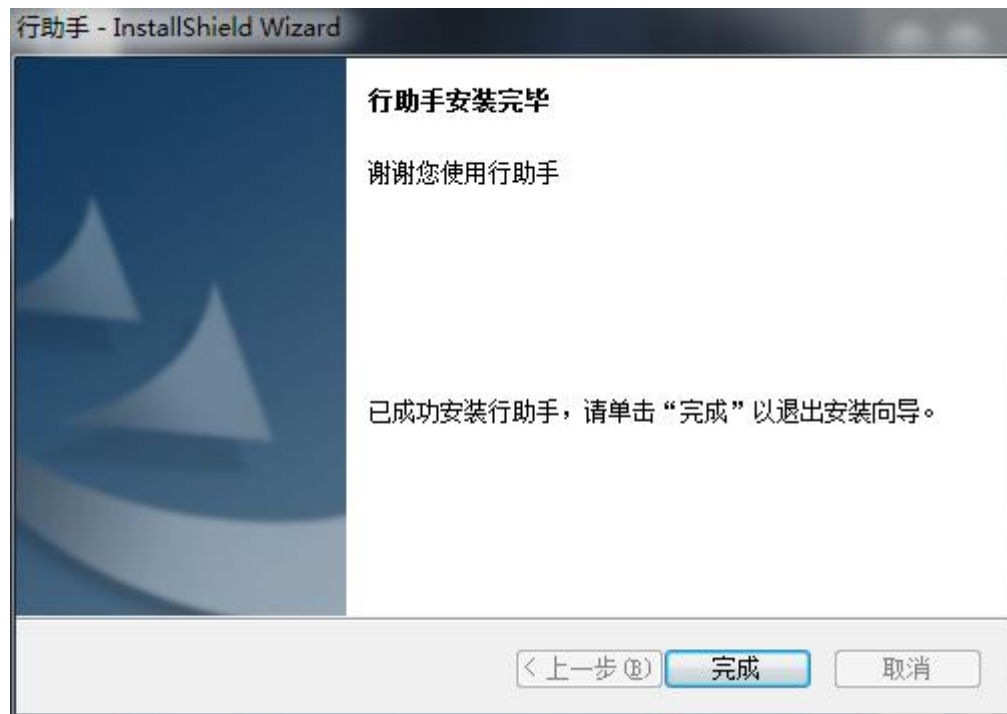 行助手 - InstallShield Wizard
行助手安装完毕
谢谢您使用行助手
已成功安装行助手，请单击“完成”以退出安装向导。
< 上一步(B)
完成
取消